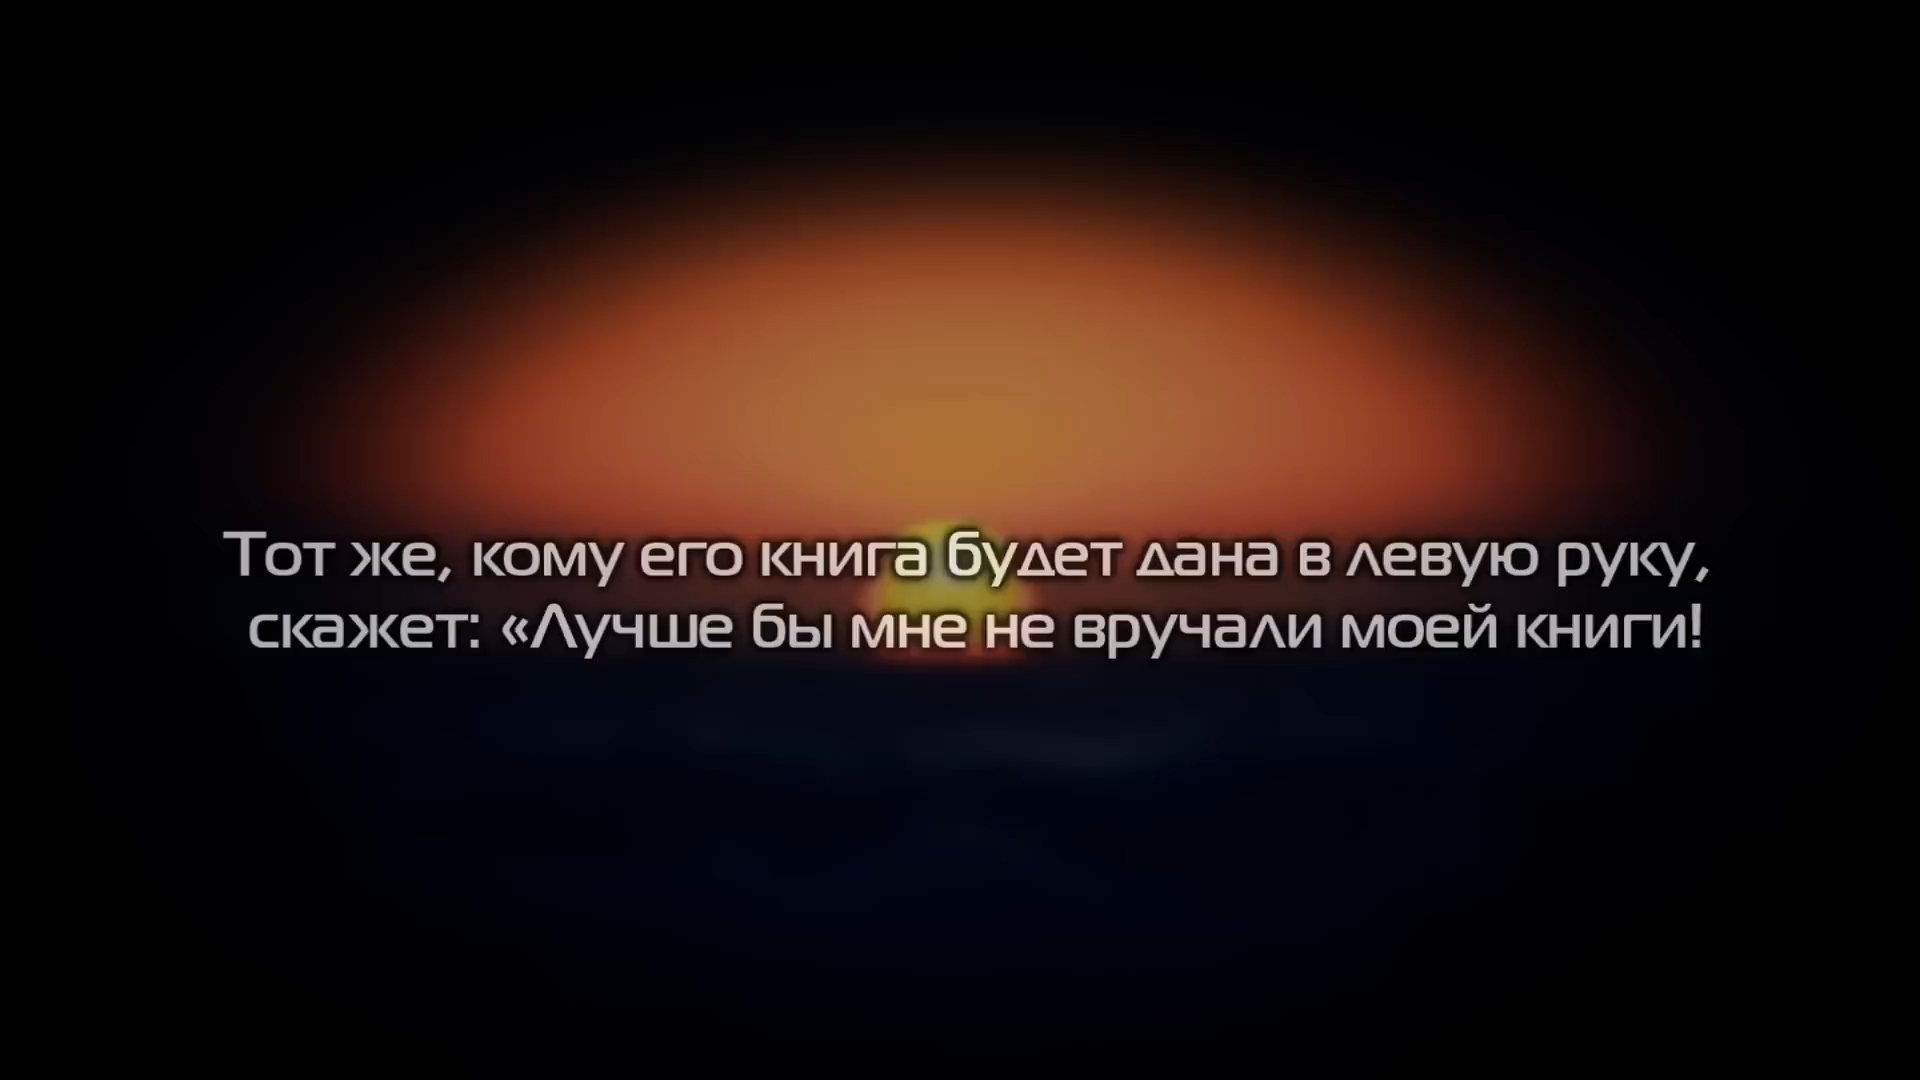 Тот же, кому его книга будет дана в левую руку,
скажет: «Лучше бы мне не вручали моей книги!